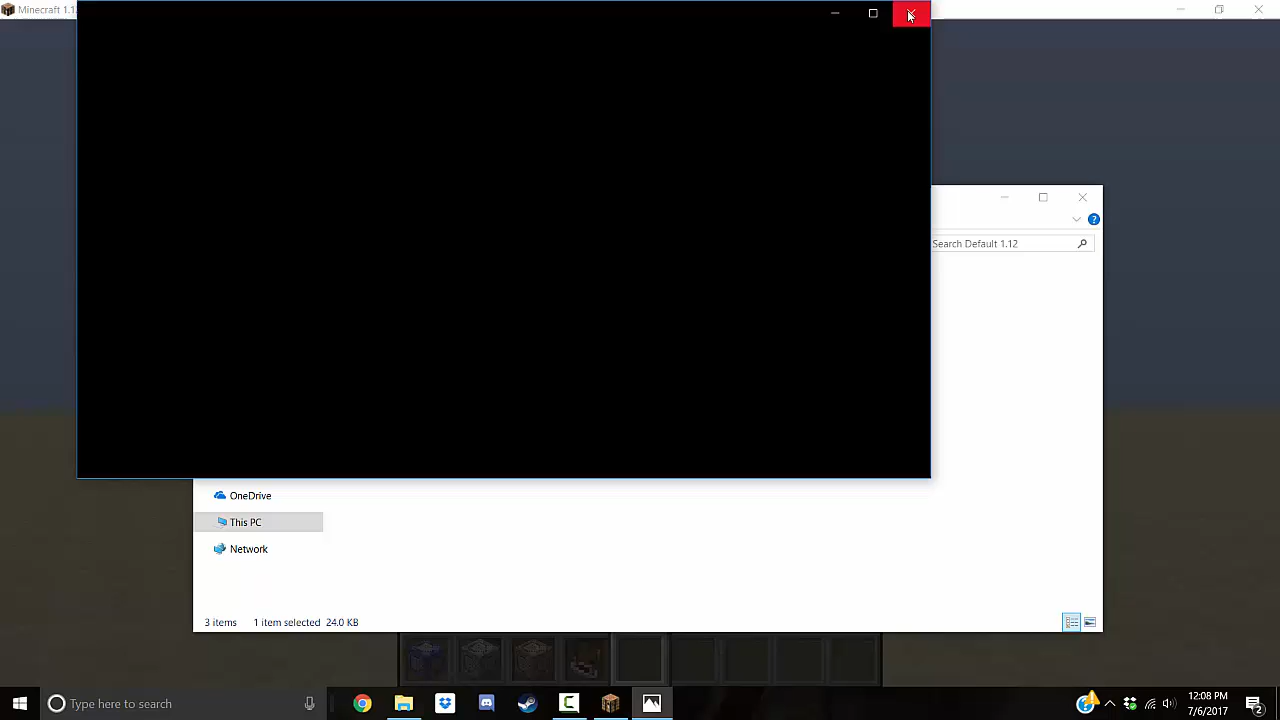 Minecraft 1.1
Search Default 1.12
OneDrive
This PC
Network
3 items 1 item selected 24.0 KB
Type here to search
12:08 PM
7/6/2017
2